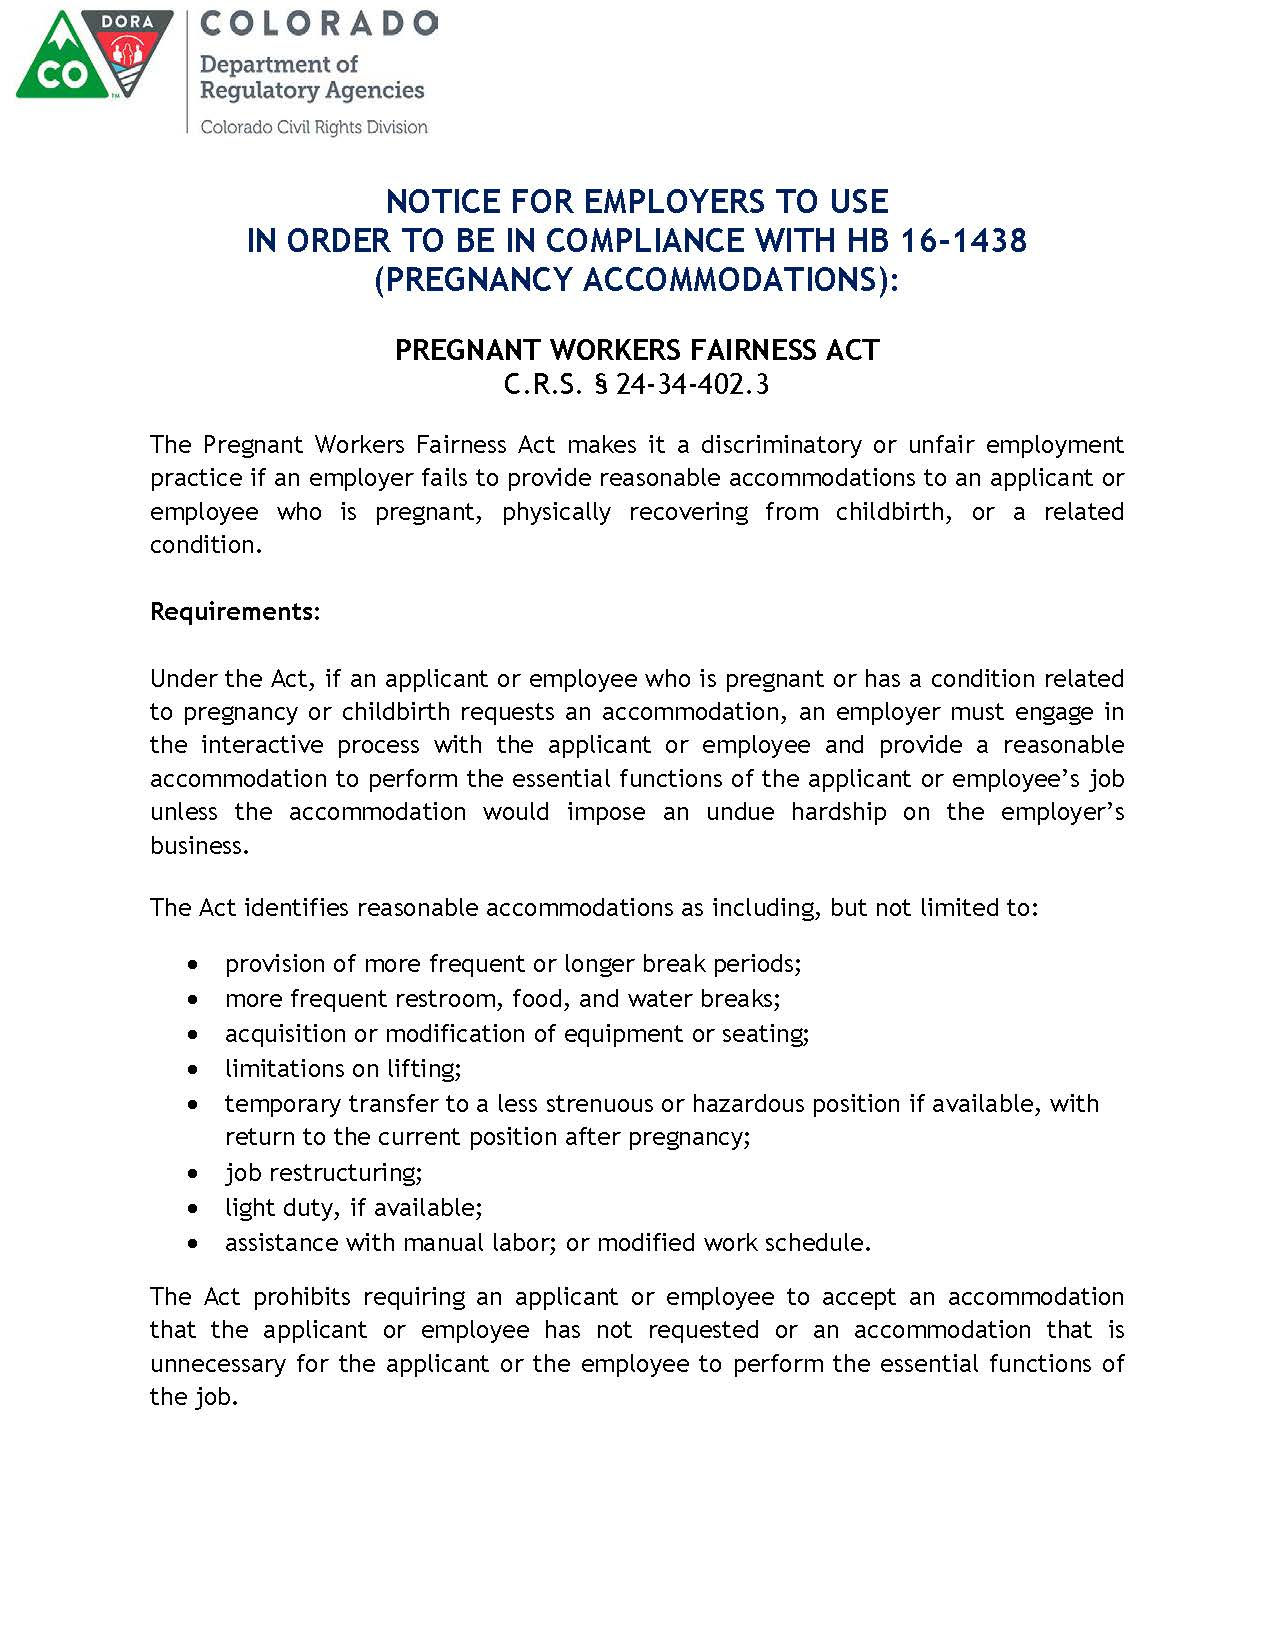 DORA
CO
TM
COLORADO
Department of
Regulatory Agencies
Colorado Civil Rights Division
NOTICE FOR EMPLOYERS TO USE
IN ORDER TO BE IN COMPLIANCE WITH HB 16-1438
(PREGNANCY ACCOMMODATIONS):
PREGNANT WORKERS FAIRNESS ACT
C.R.S. § 24-34-402.3
The Pregnant Workers Fairness Act makes it a discriminatory or unfair employment
practice if an employer fails to provide reasonable accommodations to an applicant or
employee who is pregnant, physically recovering from childbirth, or a related
condition.
Requirements:
Under the Act, if an applicant or employee who is pregnant or has a condition related
to pregnancy or childbirth requests an accommodation, an employer must engage in
the interactive process with the applicant or employee and provide a reasonable
accommodation to perform the essential functions of the applicant or employee’s job
unless the accommodation would impose an undue hardship on the employer’s
business.
The Act identifies reasonable accommodations as including, but not limited to:
• provision of more frequent or longer break periods;
• more frequent restroom, food, and water breaks;
• acquisition or modification of equipment or seating;
• limitations on lifting;
• temporary transfer to a less strenuous or hazardous position if available, with
return to the current position after pregnancy;
• job restructuring;
• light duty, if available;
• assistance with manual labor; or modified work schedule.
The Act prohibits requiring an applicant or employee to accept an accommodation
that the applicant or employee has not requested or an accommodation that is
unnecessary for the applicant or the employee to perform the essential functions of
the job.